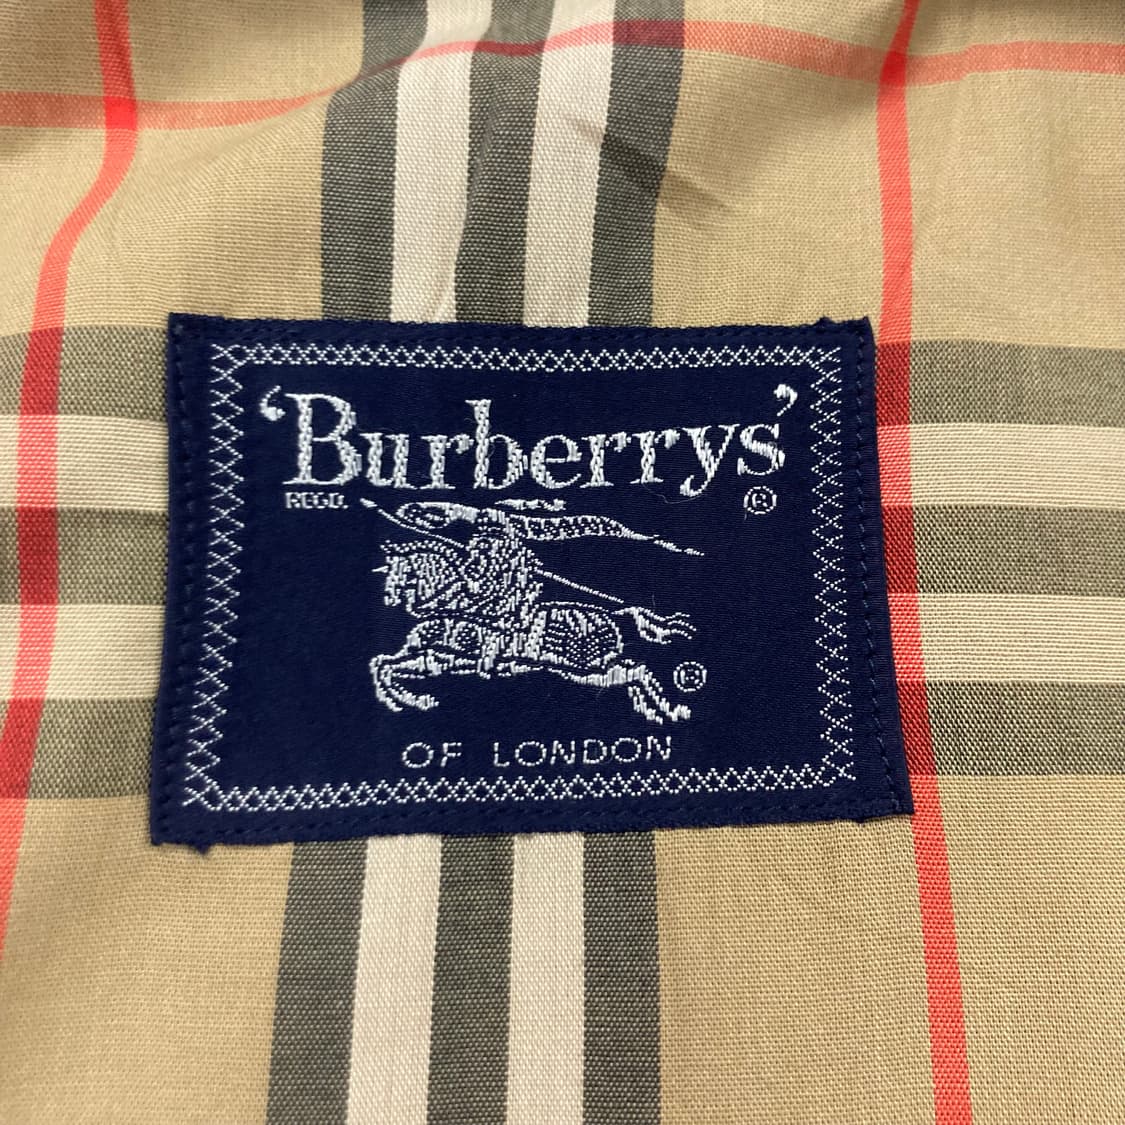 ‘Burberrys’
REGD. ®
®
OF LONDON